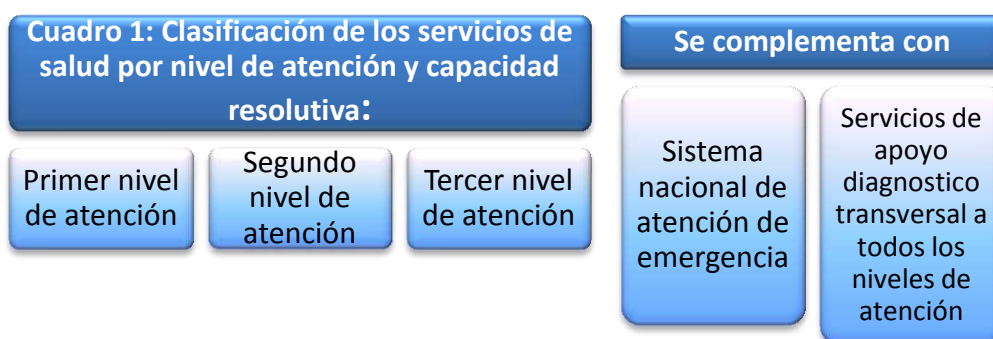 Cuadro 1: Clasificación de los servicios de
salud por nivel de atención y capacidad
resolutiva:
Primer nivel
de atención
Segundo
nivel de
atención
Tercer nivel
de atención
Se complementa con
Sistema
nacional de
atención de
emergencia
Servicios de
apoyo
diagnostico
transversal a
todos los
niveles de
atención